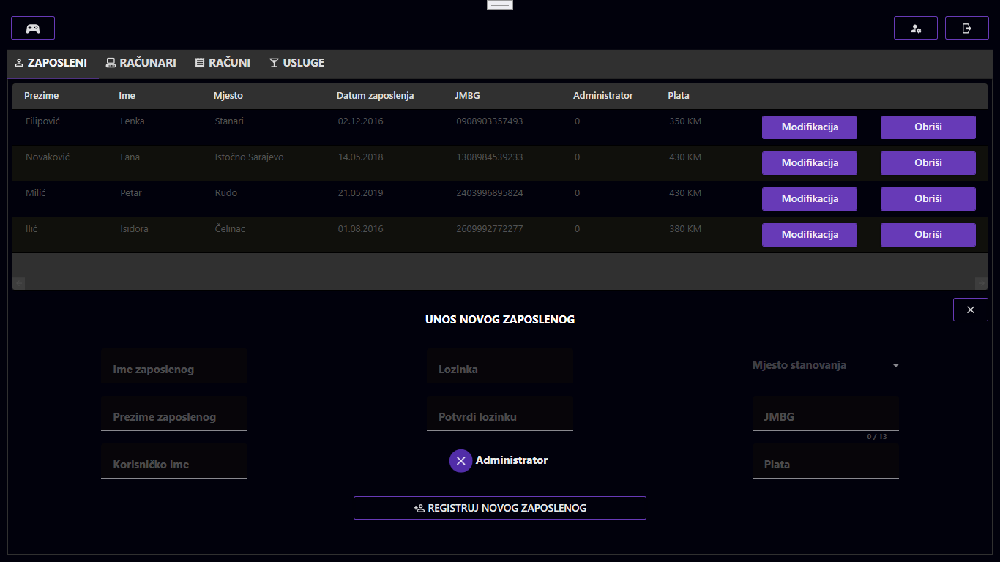 ZAPOSLENI RAČUNARI RAČUNI USLUGE
Prezime Ime Mjesto Datum zaposlenja JMBG Administrator Plata
Filipović Lenka Stanari 02.12.2016 0908903357493 0 350 KM Modifikacija Obriši
Novaković Lana Istočno Sarajevo 14.05.2018 1308984539233 0 430 KM Modifikacija Obriši
Milić Petar Rudo 21.05.2019 2403996895824 0 430 KM Modifikacija Obriši
Ilić Isidora Čelinac 01.08.2016 2609992772277 0 380 KM Modifikacija Obriši
UNOS NOVOG ZAPOSLENOG
Ime zaposlenog Lozinka Mjesto stanovanja
Prezime zaposlenog Potvrdi lozinku JMBG
0 / 13
Korisničko ime Administrator Plata
REGISTRUJ NOVOG ZAPOSLENOG